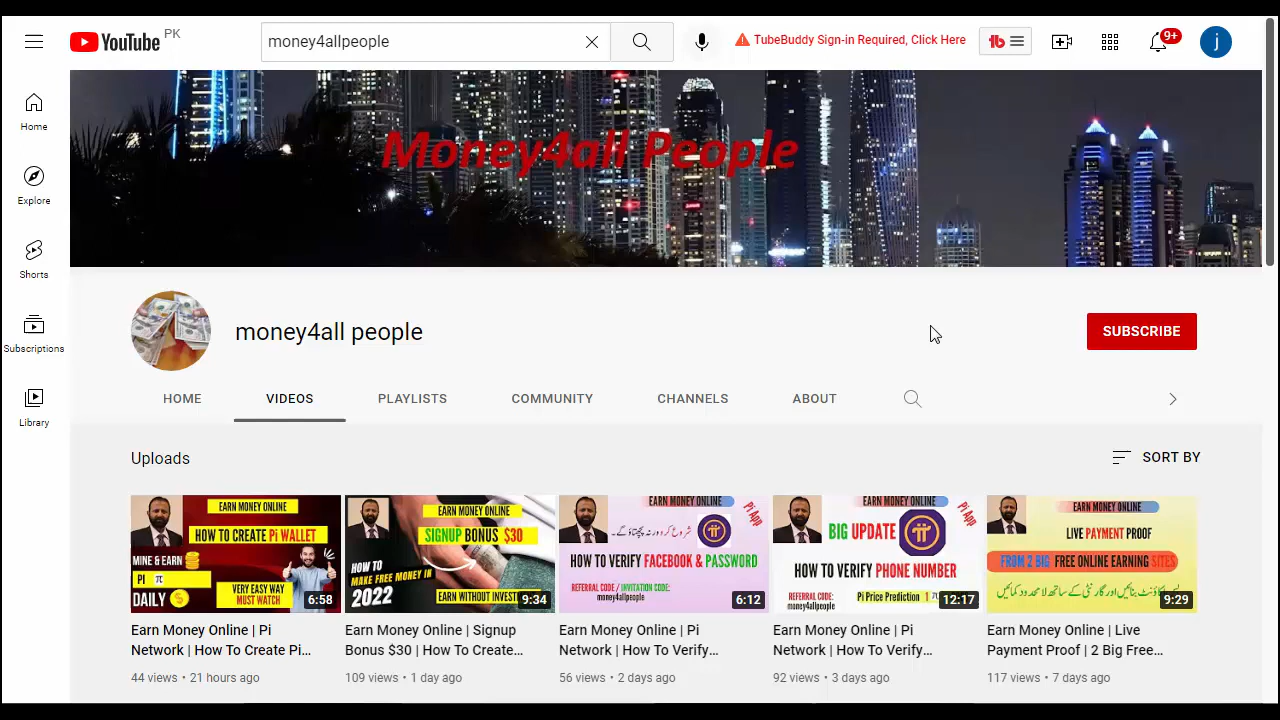 YouTube PK
money4allpeople
TubeBuddy Sign-in Required, Click Here
tb
9+
j
Home
Explore
Shorts
Subscriptions
Library
Money4all People
money4all people
SUBSCRIBE
HOME
VIDEOS
PLAYLISTS
COMMUNITY
CHANNELS
ABOUT
Uploads
SORT BY
EARN MONEY ONLINE
HOW TO CREATE Pi WALLET
MINE & EARN
PI π
DAILY
VERY EASY WAY
MUST WATCH
6:58
EARN MONEY ONLINE
SIGNUP BONUS $30
HOW TO
MAKE FREE MONEY IN
2022
EARN WITHOUT
9:34
EARN MONEY ONLINE
Pi App
HOW TO VERIFY FACEBOOK & PASSWORD
REFERRAL CODE / INVITATION CODE:
money4allpeople
6:12
EARN MONEY ONLINE
Pi App
BIG UPDATE
HOW TO VERIFY PHONE NUMBER
REFERRAL CODE:
money4allpeople
Pi Price Prediction 1 π
12:17
EARN MONEY ONLINE
LIVE PAYMENT PROOF
FROM 2 BIG FREE ONLINE EARNING SITES
9:29
Earn Money Online | Pi
Network | How To Create Pi...
44 views • 21 hours ago
Earn Money Online | Signup
Bonus $30 | How To Create...
109 views • 1 day ago
Earn Money Online | Pi
Network | How To Verify...
56 views • 2 days ago
Earn Money Online | Pi
Network | How To Verify...
92 views • 3 days ago
Earn Money Online | Live
Payment Proof | 2 Big Free...
117 views • 7 days ago